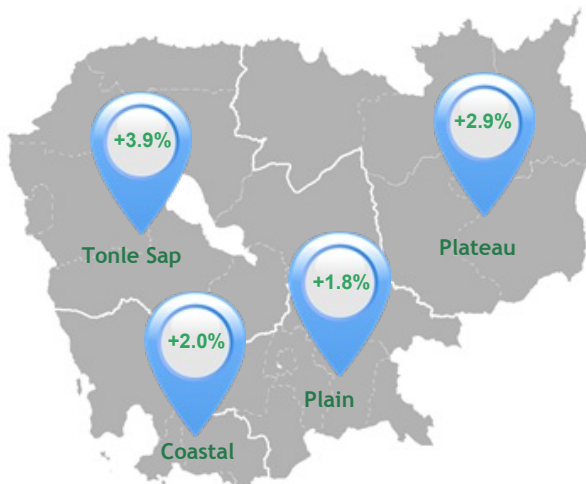 +3.9%
Tonle Sap
+2.9%
Plateau
+1.8%
Plain
+2.0%
Coastal